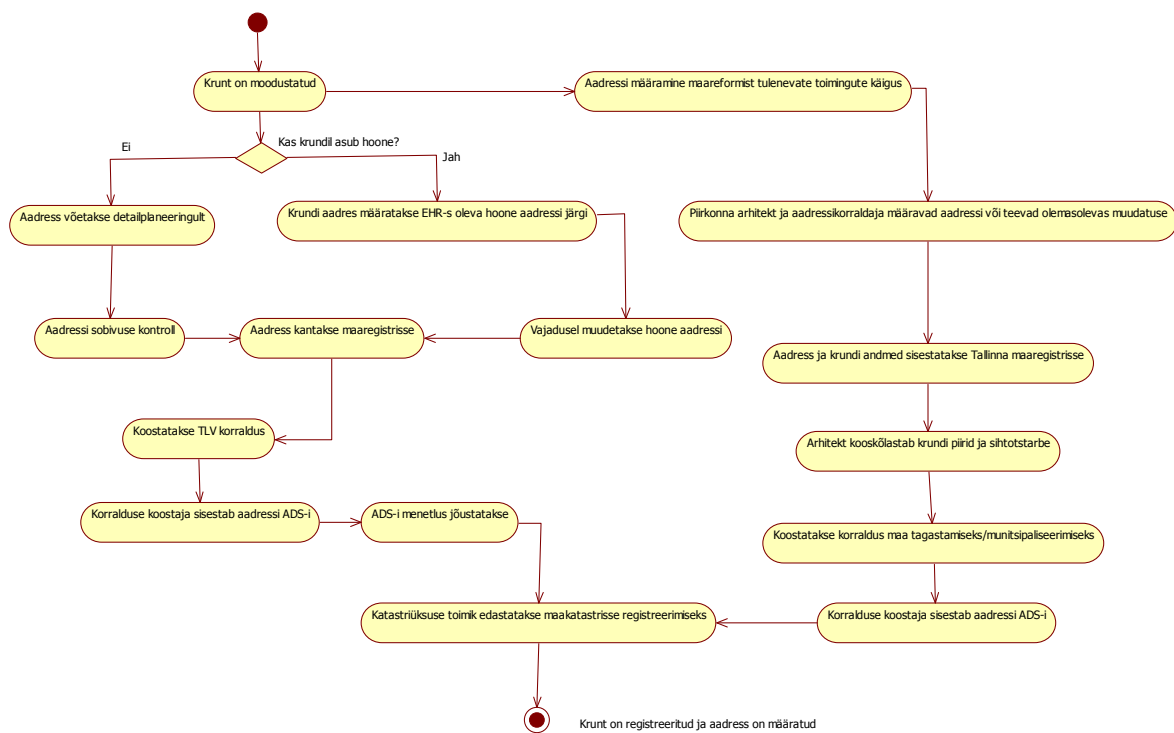 Krunt on moodustatud
Aadressi määramine maareformist tulenevate toimingute käigus
Kas krundil asub hoone?
Ei
Jah
Aadress võetakse detailplaneeringult
Krundi aadres määratakse EHR-s oleva hoone aadressi järgi
Piirkonna arhitekt ja aadressikorraldaja määravad aadressi või teevad olemasolevas muudatuse
Aadressi sobivuse kontroll
Aadress kantakse maaregistrisse
Vajadusel muudetakse hoone aadressi
Aadress ja krundi andmed sisestatakse Tallinna maaregistrisse
Koostatakse TLV korraldus
Arhitekt kooskõlastab krundi piirid ja sihtotstarbe
Korralduse koostaja sisestab aadressi ADS-i
ADS-i menetlus jõustatakse
Koostatakse korraldus maa tagastamiseks/munitsipaliseerimiseks
Katastriüksuse toimik edastatakse maakatastrisse registreerimiseks
Korralduse koostaja sisestab aadressi ADS-i
Krunt on registreeritud ja aadress on määratud